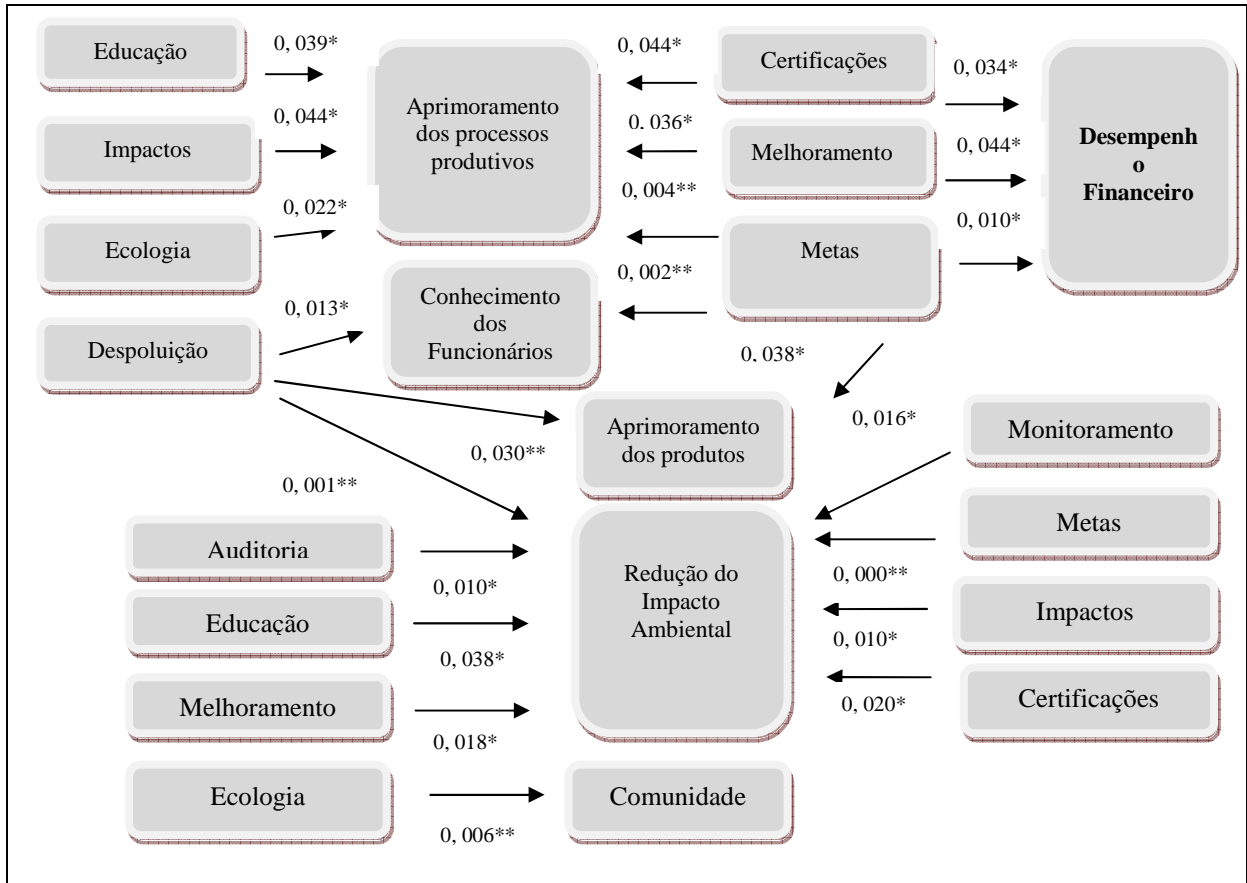 Educação
0, 039*
0, 044*
Certificações
0, 034*
Aprimoramento
dos processos
produtivos
Impactos
0, 044*
0, 036*
Melhoramento
0, 044*
Desempenh
o
Financeiro
Ecologia
0, 022*
0, 004**
Metas
0, 010*
0, 002**
Despoluição
0, 013*
Conhecimento
dos
Funcionários
0, 038*
Aprimoramento
dos produtos
0, 016*
Monitoramento
0, 030**
0, 001**
Auditoria
0, 010*
Metas
0, 000**
Redução do
Impacto
Ambiental
Educação
0, 038*
Impactos
0, 010*
Melhoramento
0, 018*
Certificações
0, 020*
Ecologia
0, 006**
Comunidade